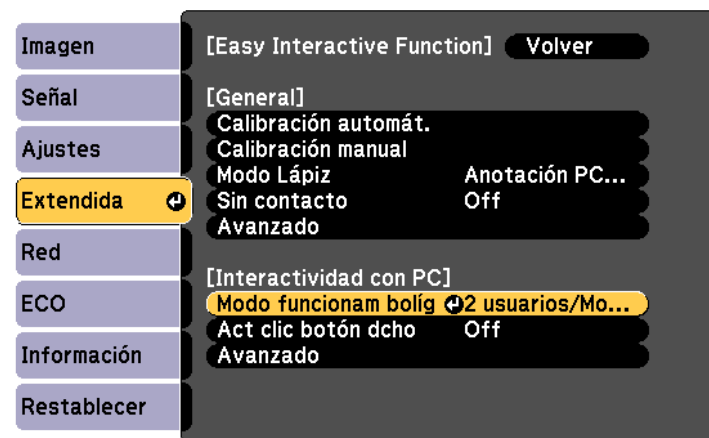 Imagen
Señal
Ajustes
Extendida
Red
ECO
Información
Restablecer
[Easy Interactive Function] Volver
[General]
Calibración automát.
Calibración manual
Modo Lápiz Anotación PC...
Sin contacto Off
Avanzado
[Interactividad con PC]
Modo funcionam bolíg 2 usuarios/Mo...
Act clic botón dcho Off
Avanzado